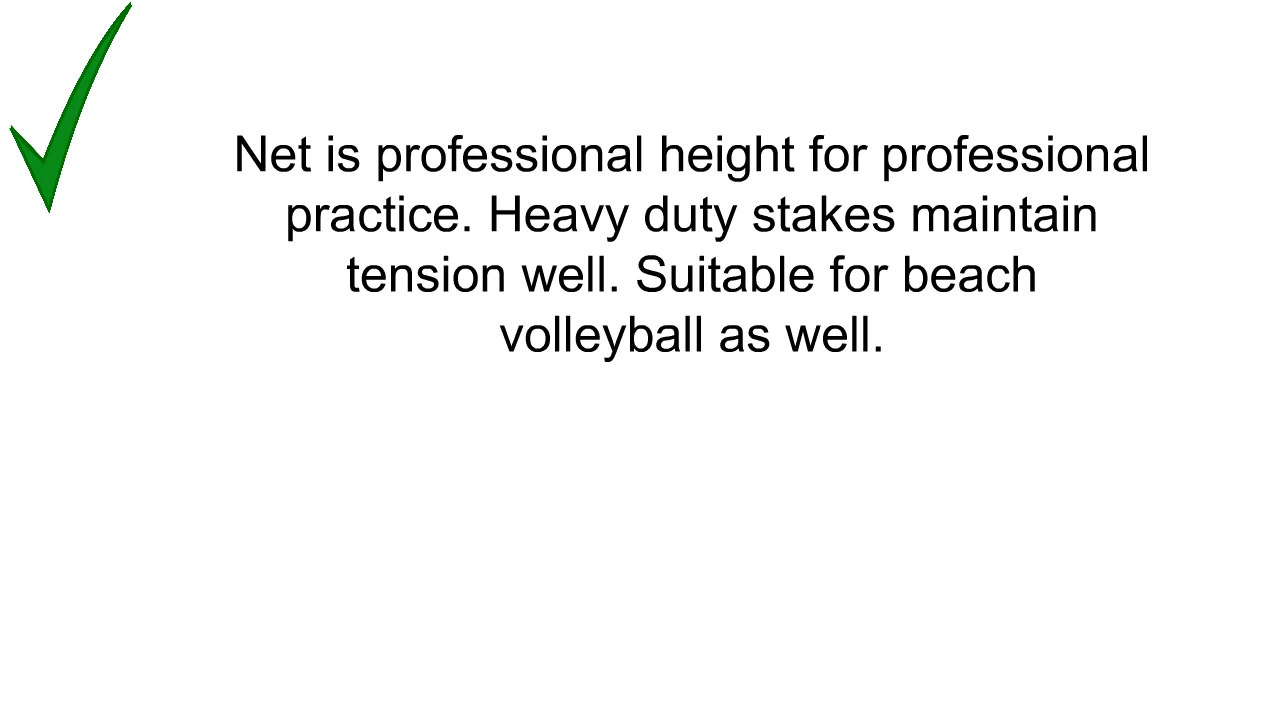 Net is professional height for professional
practice. Heavy duty stakes maintain
tension well. Suitable for beach
volleyball as well.